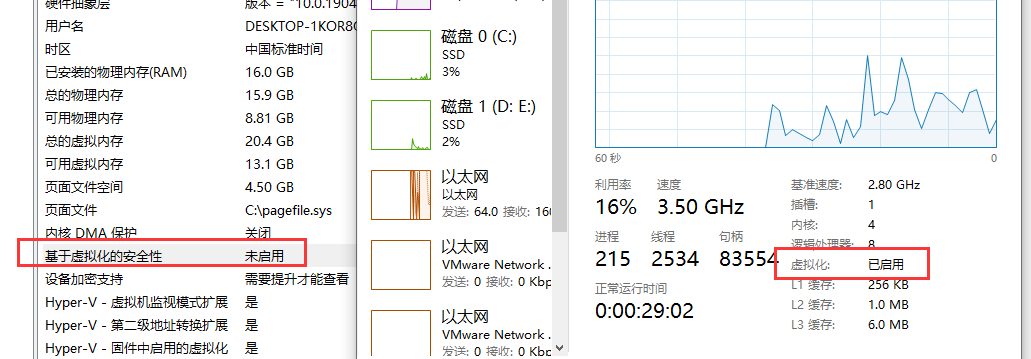 硬件抽象层 版本 = "10.0.1904
用户名 DESKTOP-1KOR8
时区 中国标准时间
已安装的物理内存(RAM) 16.0 GB
总的物理内存 15.9 GB
可用物理内存 8.81 GB
总的虚拟内存 20.4 GB
可用虚拟内存 13.1 GB
页面文件空间 4.50 GB
页面文件 C:\pagefile.sys
内核 DMA 保护 关闭
基于虚拟化的安全性 未启用
设备加密支持 需要提升才能查看
Hyper-V - 虚拟机监视模式扩展 是
Hyper-V - 第二级地址转换扩展 是
Hyper-V - 固件中启用的虚拟化 是
磁盘 0 (C:)
SSD
3%
磁盘 1 (D: E:)
SSD
2%
以太网
以太网
发送: 64.0 接收: 160
以太网
VMware Network .
发送: 0 接收: 0 Kbp
以太网
VMware Network ..
发送: 0 接收: 0 Kbp
60 秒 0
利用率 速度
16% 3.50 GHz
进程 线程 句柄
215 2534 83554
正常运行时间
0:00:29:02
基准速度: 2.80 GHz
插槽: 1
内核: 4
逻辑处理器: 8
虚拟化: 已启用
L1 缓存: 256 KB
L2 缓存: 1.0 MB
L3 缓存: 6.0 MB